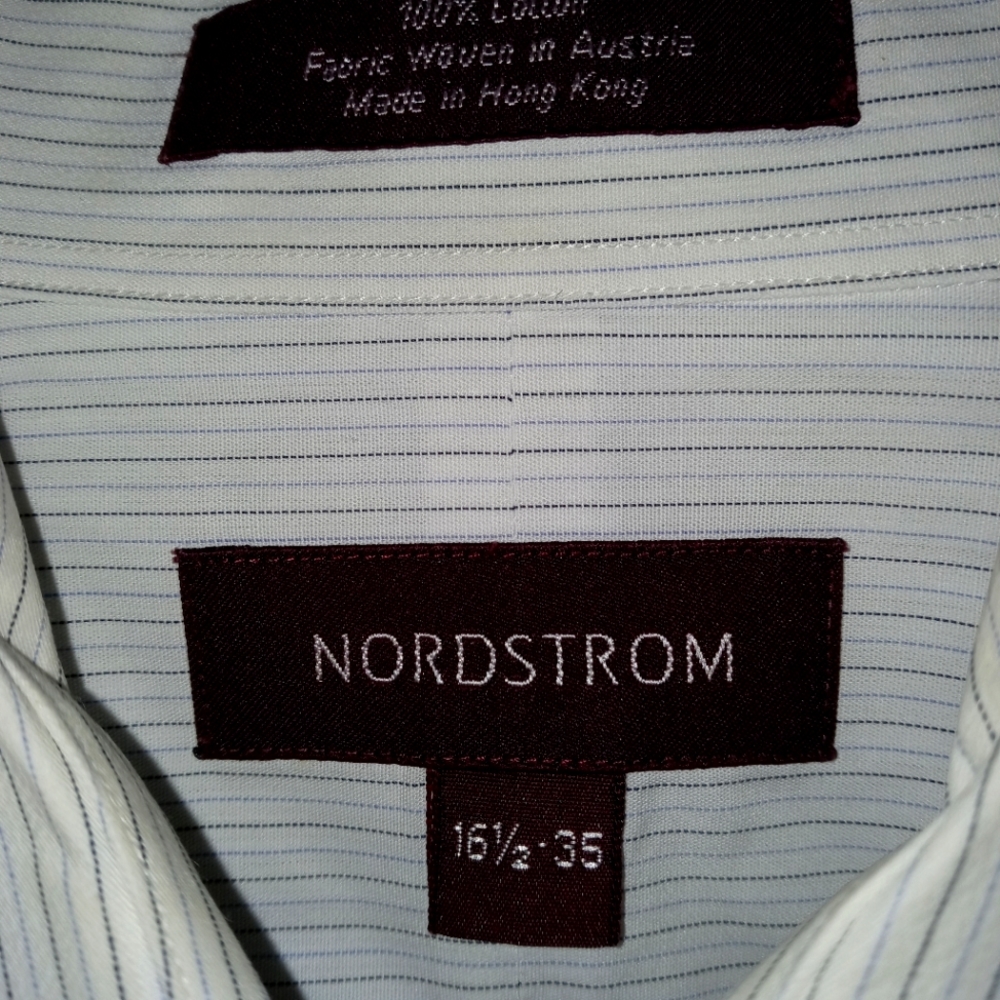 100% Cotton
Fabric Woven in Austria
Made in Hong Kong
NORDSTROM
16½·35